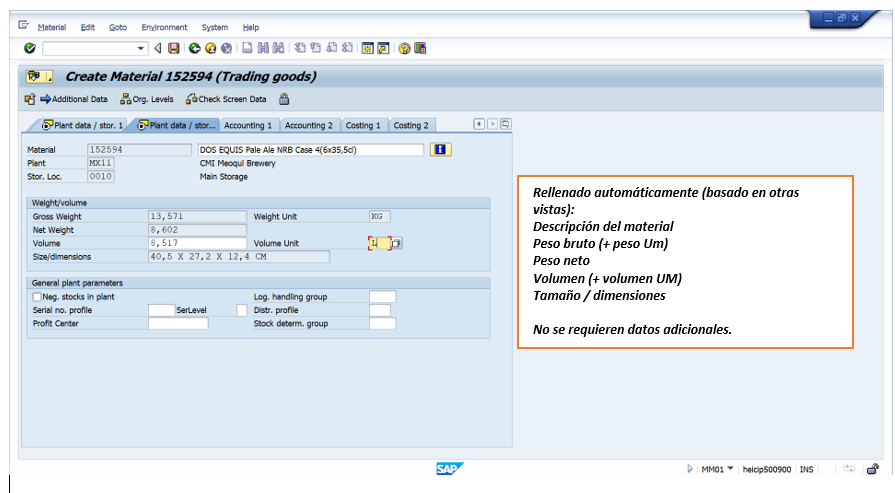 Material Edit Goto Environment System Help
Create Material 152594 (Trading goods)
Additional Data Org. Levels Check Screen Data
Plant data / stor. 1 Plant data / stor... Accounting 1 Accounting 2 Costing 1 Costing 2
Material 152594 DOS EQUIS Pale Ale NRB Case 4(6x35,5cl)
Plant MX11 CMI Meoqui Brewery
Stor. Loc. 0010 Main Storage
Weight/volume
Gross Weight 13,571 Weight Unit KG
Net Weight 8,602
Volume 8,517 Volume Unit L
Size/dimensions 40,5 X 27,2 X 12,4 CM
General plant parameters
Neg. stocks in plant Log. handling group
Serial no. profile SerLevel Distr. profile
Profit Center Stock determ. group
Rellenado automáticamente (basado en otras
vistas):
Descripción del material
Peso bruto (+ peso Um)
Peso neto
Volumen (+ volumen UM)
Tamaño / dimensiones
No se requieren datos adicionales.
SAP MM01 heicip500900 INS